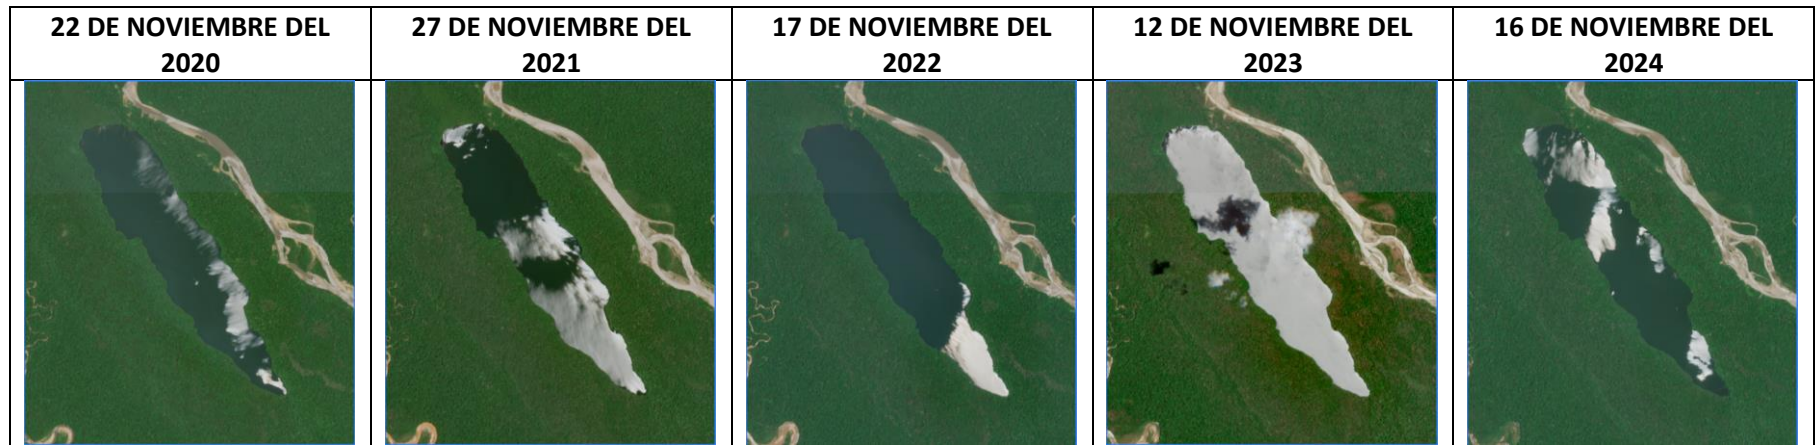 22 DE NOVIEMBRE DEL
2020
27 DE NOVIEMBRE DEL
2021
17 DE NOVIEMBRE DEL
2022
12 DE NOVIEMBRE DEL
2023
16 DE NOVIEMBRE DEL
2024